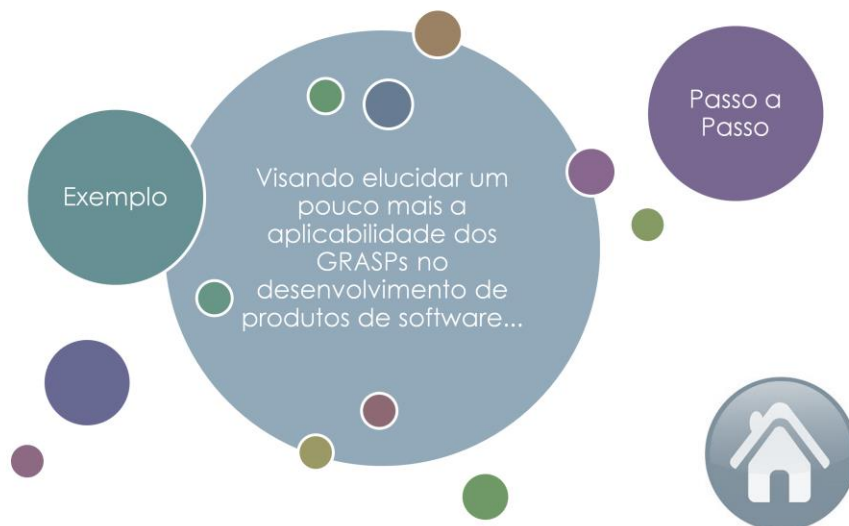 Exemplo
Visando elucidar um
pouco mais a
aplicabilidade dos
GRASPs no
desenvolvimento de
produtos de software...
Passo a
Passo